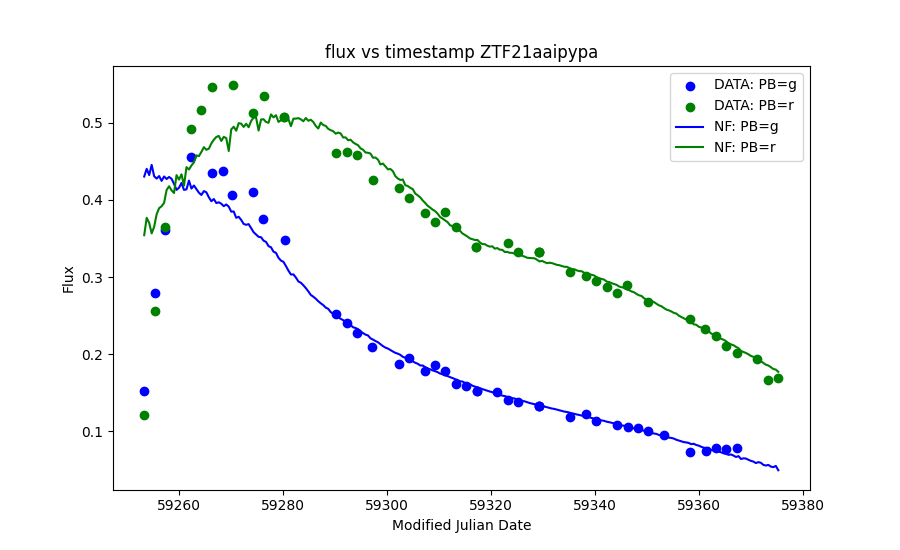 flux vs timestamp ZTF21aaipypa
DATA: PB=g
DATA: PB=r
NF: PB=g
NF: PB=r
Flux
0.5
0.4
0.3
0.2
0.1
59260 59280 59300 59320 59340 59360 59380
Modified Julian Date